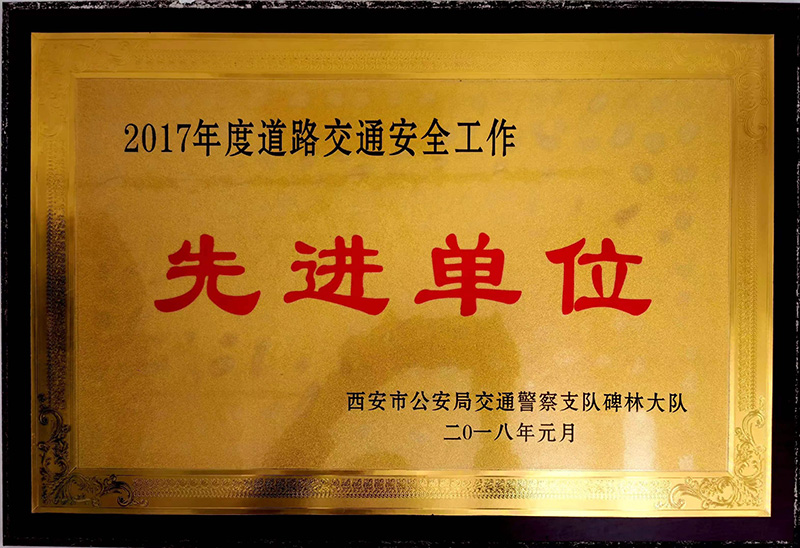 2017年度道路交通安全工作
先进单位
西安市公安局交通警察支队碑林大队
二〇一八年元月